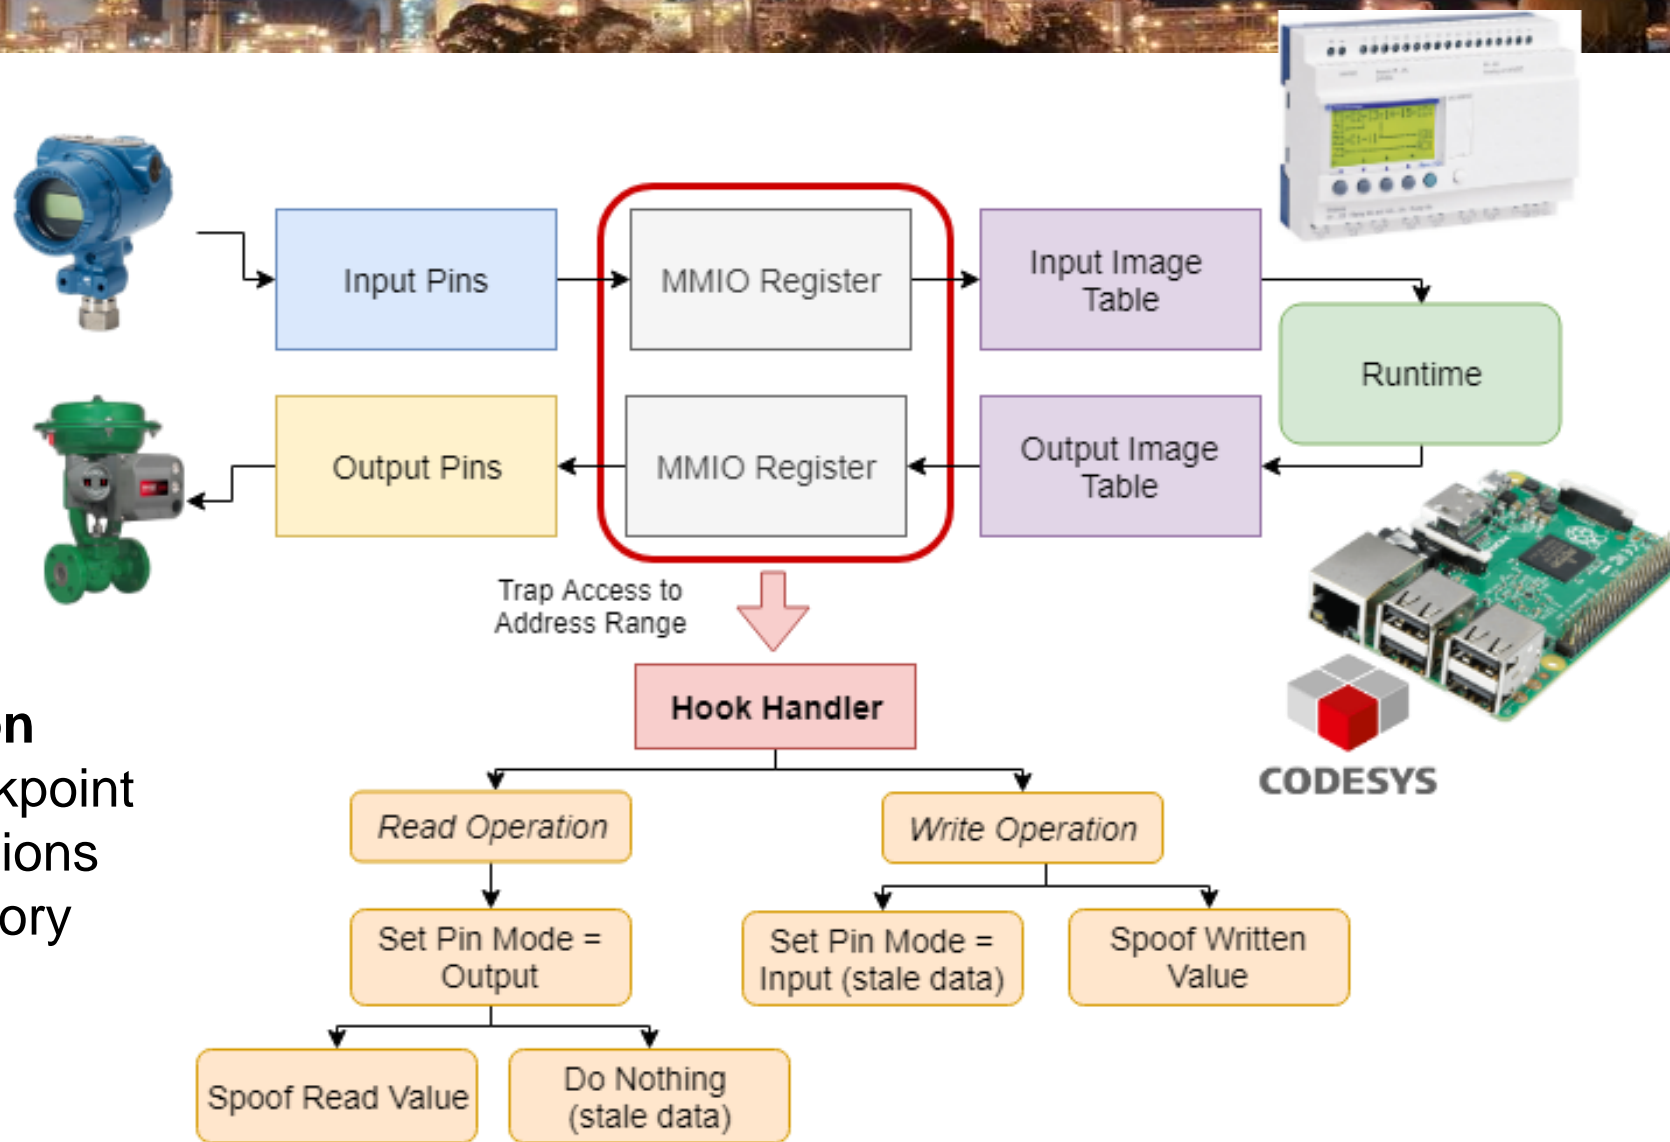 Input Pins
MMIO Register
Input Image
Table
Runtime
Output Pins
MMIO Register
Output Image
Table
Trap Access to
Address Range
Hook Handler
CODESYS
on
kpoint
ions
ory
Read Operation
Write Operation
Set Pin Mode =
Output
Set Pin Mode =
Input (stale data)
Spoof Written
Value
Spoof Read Value
Do Nothing
(stale data)